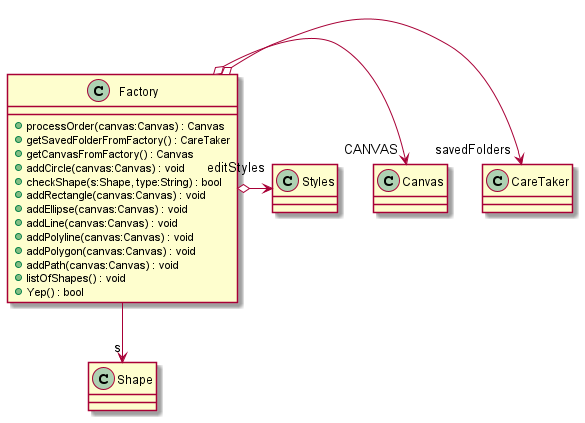 C Factory
processOrder(canvas:Canvas) : Canvas
getSavedFolderFromFactory() : CareTaker
getCanvasFromFactory() : Canvas
addCircle(canvas:Canvas) : void
checkShape(s:Shape, type:String) : bool
addRectangle(canvas:Canvas) : void
addEllipse(canvas:Canvas) : void
addLine(canvas:Canvas) : void
addPolyline(canvas:Canvas) : void
addPolygon(canvas:Canvas) : void
addPath(canvas:Canvas) : void
listOfShapes() : void
Yep() : bool
editStyles
CANVAS
savedFolders
C Styles
C Canvas
C CareTaker
s
C Shape